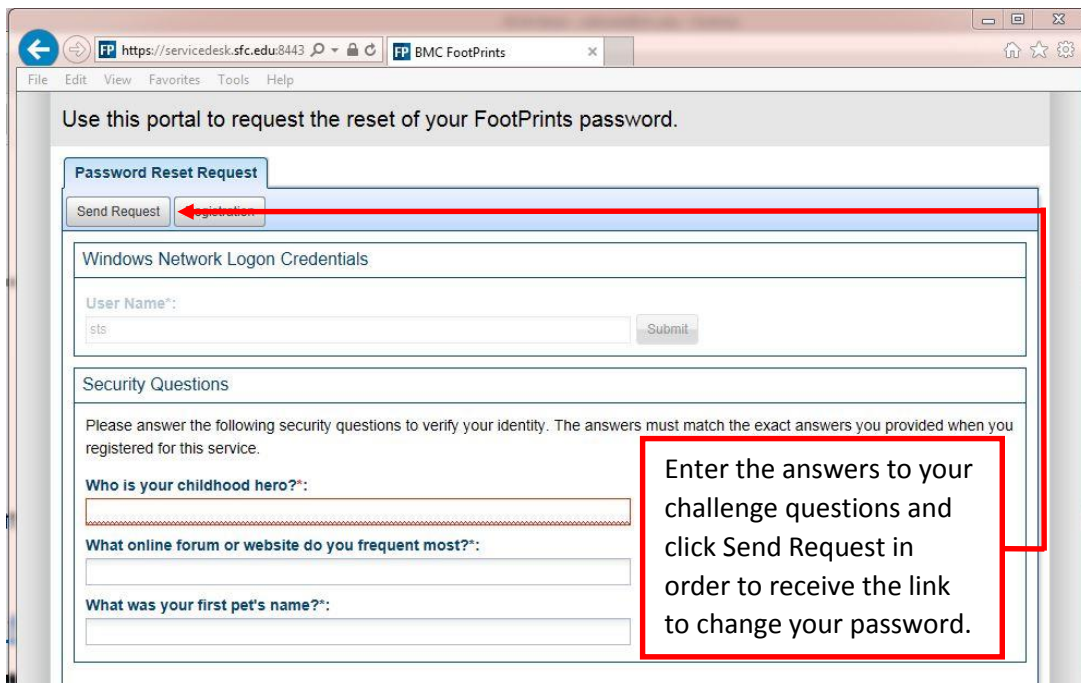 https://servicedesk.sfc.edu:8443
BMC FootPrints
File Edit View Favorites Tools Help
Use this portal to request the reset of your FootPrints password.
Password Reset Request
Send Request Registration
Windows Network Logon Credentials
User Name*:
sts
Submit
Security Questions
Please answer the following security questions to verify your identity. The answers must match the exact answers you provided when you
registered for this service.
Who is your childhood hero?*:
What online forum or website do you frequent most?*:
What was your first pet's name?*:
Enter the answers to your
challenge questions and
click Send Request in
order to receive the link
to change your password.